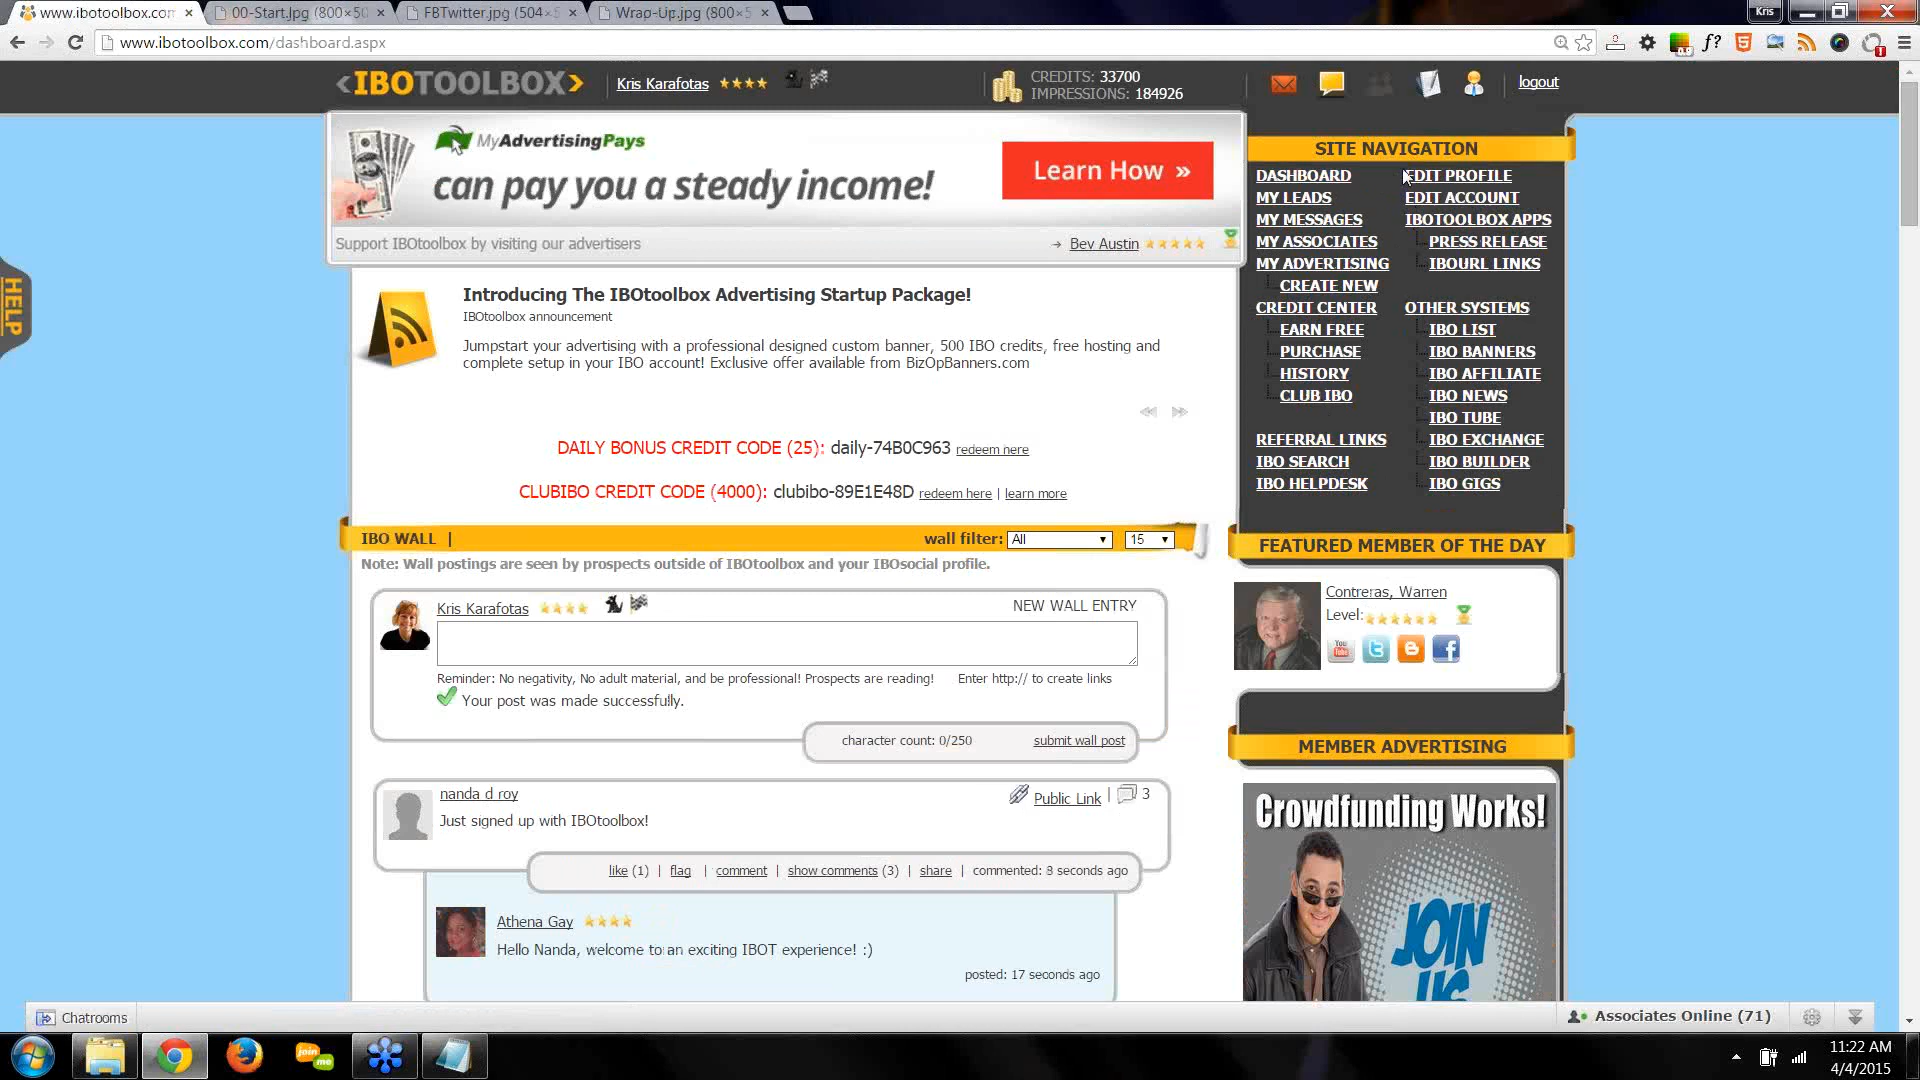 www.ibotoolbox.com
00-Start.jpg (800×50
FBTwitter.jpg (504×5
Wrap-Up.jpg (800×5
Kris
www.ibotoolbox.com/dashboard.aspx
<IBOTOOLBOX>
Kris Karafotas
CREDITS: 33700
IMPRESSIONS: 184926
logout
MyAdvertisingPays
can pay you a steady income!
Learn How »
Support IBOtoolbox by visiting our advertisers
Bev Austin
SITE NAVIGATION
DASHBOARD
MY LEADS
MY MESSAGES
MY ASSOCIATES
MY ADVERTISING
CREATE NEW
CREDIT CENTER
EARN FREE
PURCHASE
HISTORY
CLUB IBO
REFERRAL LINKS
IBO SEARCH
IBO HELPDESK
EDIT PROFILE
EDIT ACCOUNT
IBOTOOLBOX APPS
PRESS RELEASE
IBOURL LINKS
OTHER SYSTEMS
IBO LIST
IBO BANNERS
IBO AFFILIATE
IBO NEWS
IBO TUBE
IBO EXCHANGE
IBO BUILDER
IBO GIGS
HELP
Introducing The IBOtoolbox Advertising Startup Package!
IBOtoolbox announcement
Jumpstart your advertising with a professional designed custom banner, 500 IBO credits, free hosting and
complete setup in your IBO account! Exclusive offer available from BizOpBanners.com
DAILY BONUS CREDIT CODE (25): daily-74B0C963 redeem here
CLUBIBO CREDIT CODE (4000): clubibo-89E1E48D redeem here | learn more
IBO WALL |
wall filter: All 15
Note: Wall postings are seen by prospects outside of IBOtoolbox and your IBOsocial profile.
Kris Karafotas
NEW WALL ENTRY
Reminder: No negativity, No adult material, and be professional! Prospects are reading! Enter http:// to create links
Your post was made successfully.
character count: 0/250 submit wall post
nanda d roy
Public Link | 3
Just signed up with IBOtoolbox!
like (1) | flag | comment | show comments (3) | share | commented: 8 seconds ago
Athena Gay
Hello Nanda, welcome to an exciting IBOT experience! :)
posted: 17 seconds ago
FEATURED MEMBER OF THE DAY
Contreras, Warren
Level:
You
Tube
MEMBER ADVERTISING
Crowdfunding Works!
JOIN
US
Chatrooms
Associates Online (71)
join
me
11:22 AM
4/4/2015